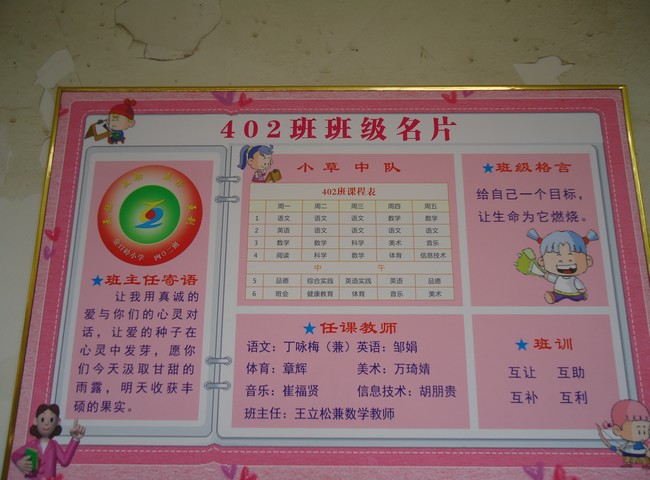 402班班级名片
四0二班
★班主任寄语
让我用真诚的
爱与你们的心灵对
话，让爱的种子在
心灵中发芽，愿你
们今天汲取甘甜的
雨露，明天收获丰
硕的果实。
小草中队
402班课程表
周一 周二 周三 周四 周五
1 语文 语文 语文 数学 数学
2 英语 语文 语文 语文 语文
3 数学 数学 科学 美术 音乐
4 阅读 科学 数学 体育 信息技术
中 午
5 品德 综合实践 英语实践 英语 品德
6 班会 健康教育 体育 音乐 美术
★任课教师
语文：丁咏梅（兼）英语：邹娟
体育：章辉 美术：万琦婧
音乐：崔福贤 信息技术：胡朋贵
班主任：王立松兼数学教师
★班级格言
给自己一个目标，
让生命为它燃烧。
★班训
互让 互助
互补 互利